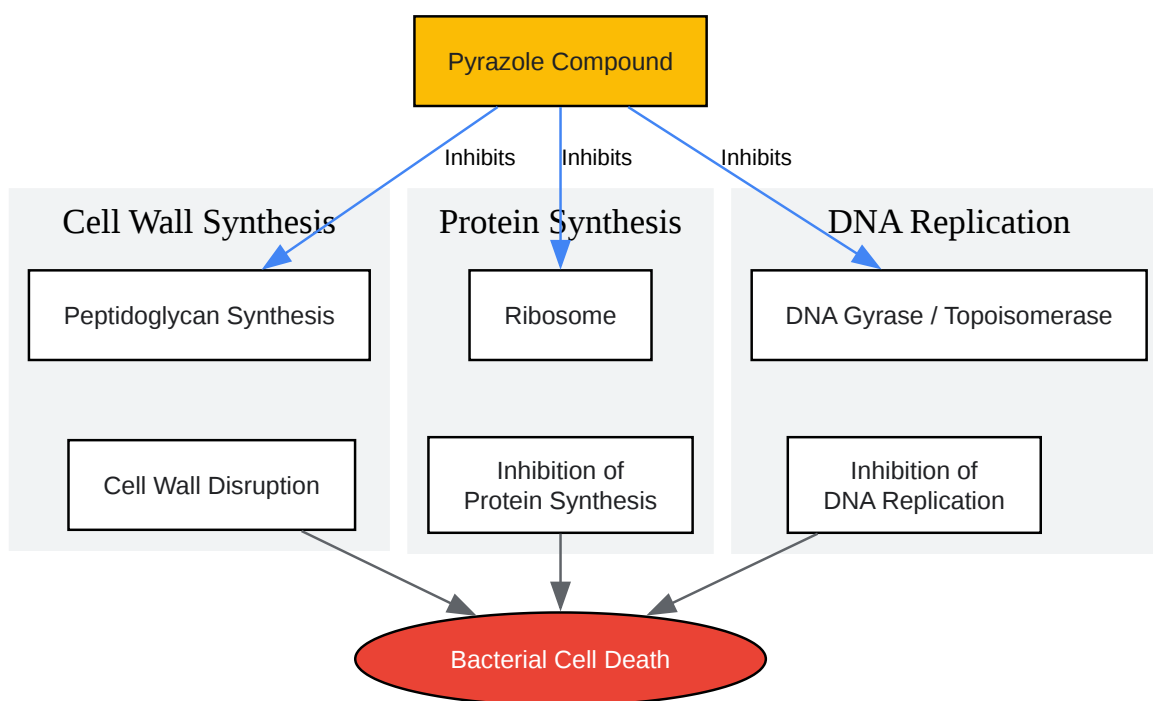 Pyrazole Compound
Inhibits
Inhibits
Inhibits
Cell Wall Synthesis
Protein Synthesis
DNA Replication
Peptidoglycan Synthesis
Ribosome
DNA Gyrase / Topoisomerase
Cell Wall Disruption
Inhibition of
Protein Synthesis
Inhibition of
DNA Replication
Bacterial Cell Death